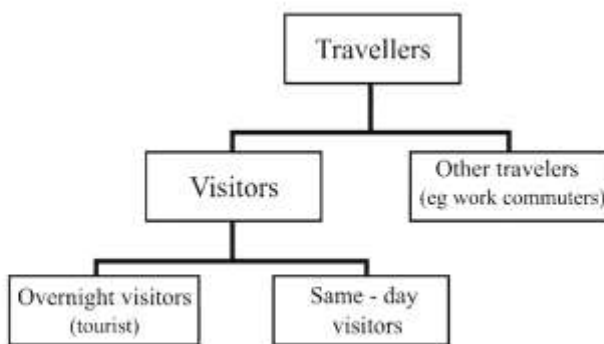 Travellers
Visitors
Other travelers
(eg work commuters)
Overnight visitors
(tourist)
Same - day
visitors